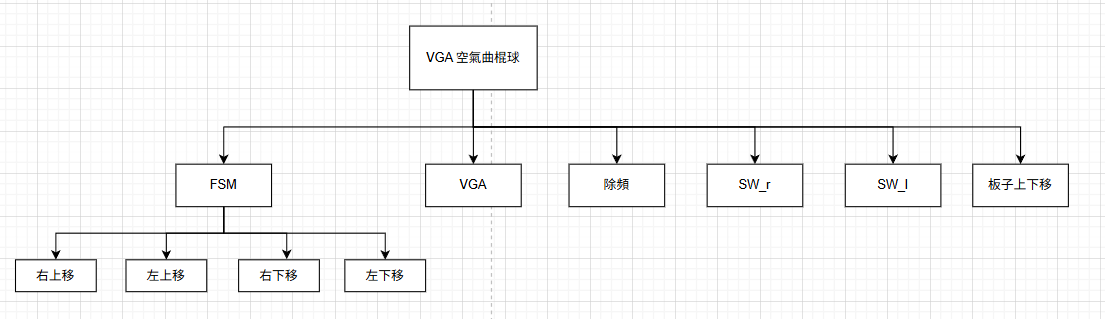 VGA 空氣曲棍球
FSM
VGA
除頻
SW_r
SW_l
板子上下移
右上移
左上移
右下移
左下移